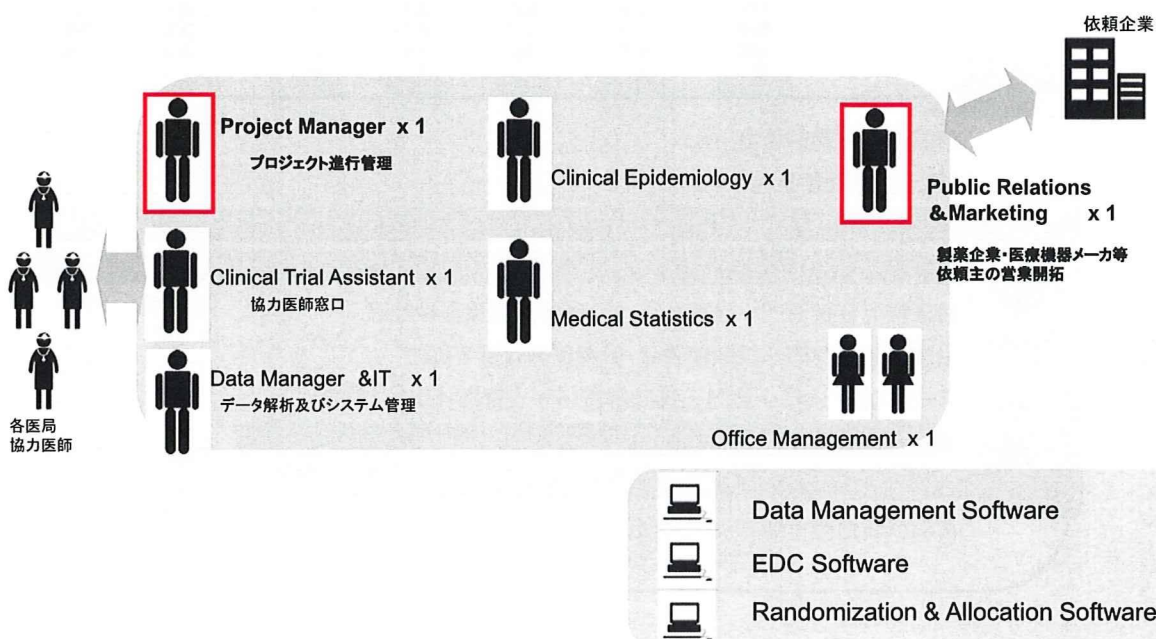 依頼企業
Project Manager x 1
プロジェクト進行管理
Clinical Epidemiology x 1
Public Relations
&Marketing x 1
製薬企業・医療機器メーカ等
依頼主の営業開拓
Clinical Trial Assistant x 1
協力医師窓口
Medical Statistics x 1
Data Manager &IT x 1
データ解析及びシステム管理
各医局
協力医師
Office Management x 1
Data Management Software
EDC Software
Randomization & Allocation Software